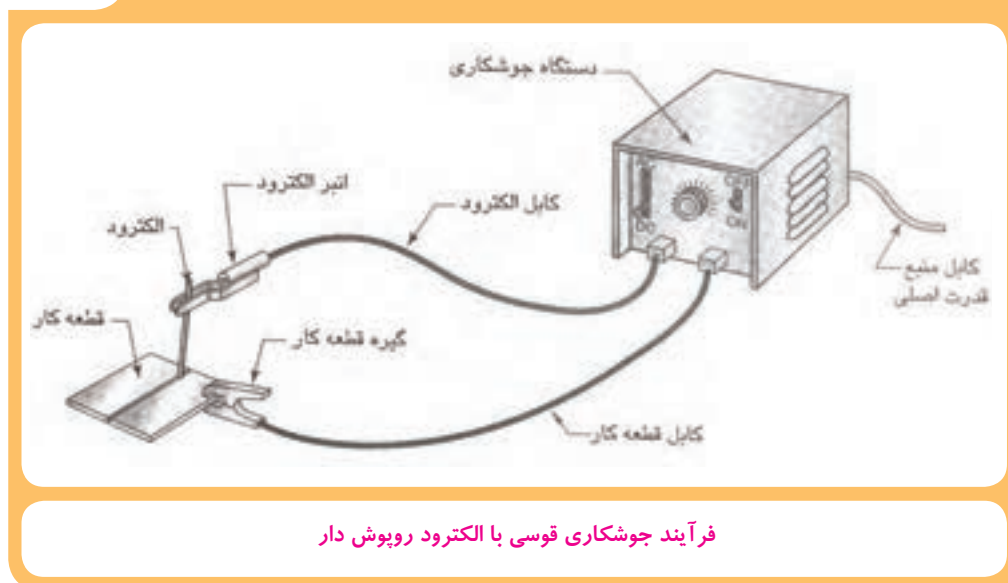 دستگاه جوشکاری
انبر الکترود
کابل الکترود
الکترود
کابل منبع
قدرت اصلی
قطعه کار
گیره قطعه کار
کابل قطعه کار
DC
ON
فرآیند جوشکاری قوسی با الکترود روپوش دار